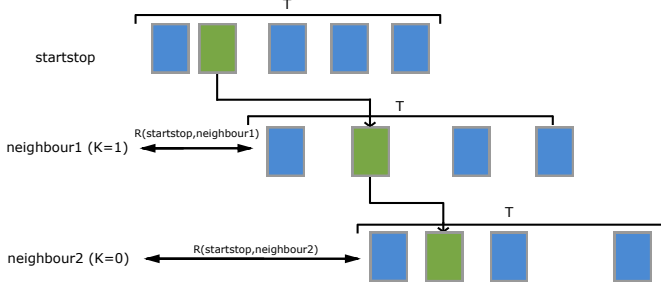 T
startstop
T
R(startstop,neighbour1)
neighbour1 (K=1)
T
R(startstop,neighbour2)
neighbour2 (K=0)